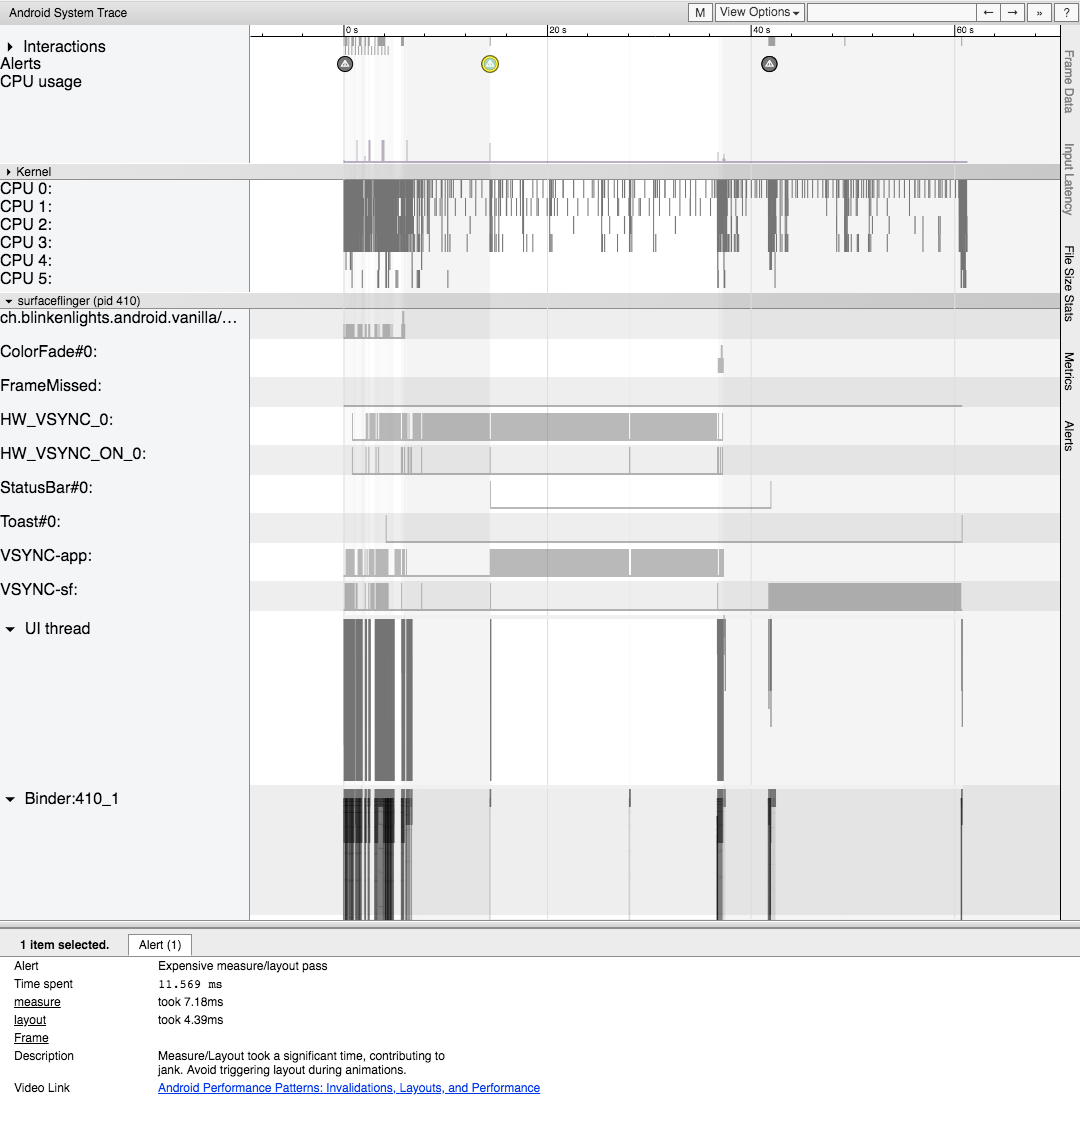 Android System Trace
M
View Options
← → » ?
0 s 20 s 40 s 60 s
Interactions
Alerts
CPU usage
Kernel
CPU 0:
CPU 1:
CPU 2:
CPU 3:
CPU 4:
CPU 5:
surfaceflinger (pid 410)
ch.blinkenlights.android.vanilla/...
ColorFade#0:
FrameMissed:
HW_VSYNC_0:
HW_VSYNC_ON_0:
StatusBar#0:
Toast#0:
VSYNC-app:
VSYNC-sf:
UI thread
Binder:410_1
Frame Data
Input Latency
File Size Stats
Metrics
Alerts
1 item selected. Alert (1)
Alert Expensive measure/layout pass
Time spent 11.569 ms
measure took 7.18ms
layout took 4.39ms
Frame
Description Measure/Layout took a significant time, contributing to
jank. Avoid triggering layout during animations.
Video Link Android Performance Patterns: Invalidations, Layouts, and Performance